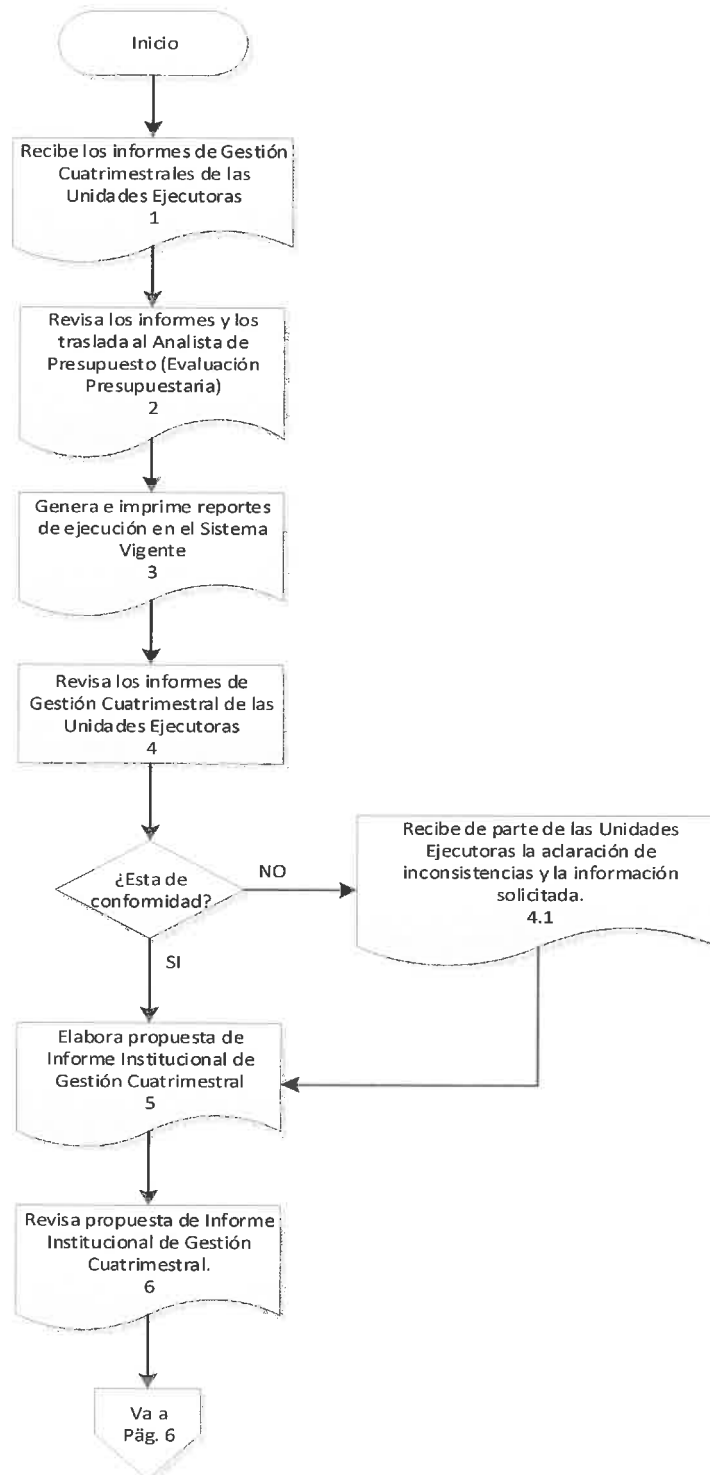 Inicio
Recibe los informes de Gestión
Cuatrimestrales de las
Unidades Ejecutoras
1
Revisa los informes y los
traslada al Analista de
Presupuesto (Evaluación
Presupuestaria)
2
Genera e imprime reportes
de ejecución en el Sistema
Vigente
3
Revisa los informes de
Gestión Cuatrimestral de las
Unidades Ejecutoras
4
¿Esta de
conformidad?
NO
Recibe de parte de las Unidades
Ejecutoras la aclaración de
inconsistencias y la información
solicitada.
4.1
SI
Elabora propuesta de
Informe Institucional de
Gestión Cuatrimestral
5
Revisa propuesta de Informe
Institucional de Gestión
Cuatrimestral.
6
Va a
Päg. 6